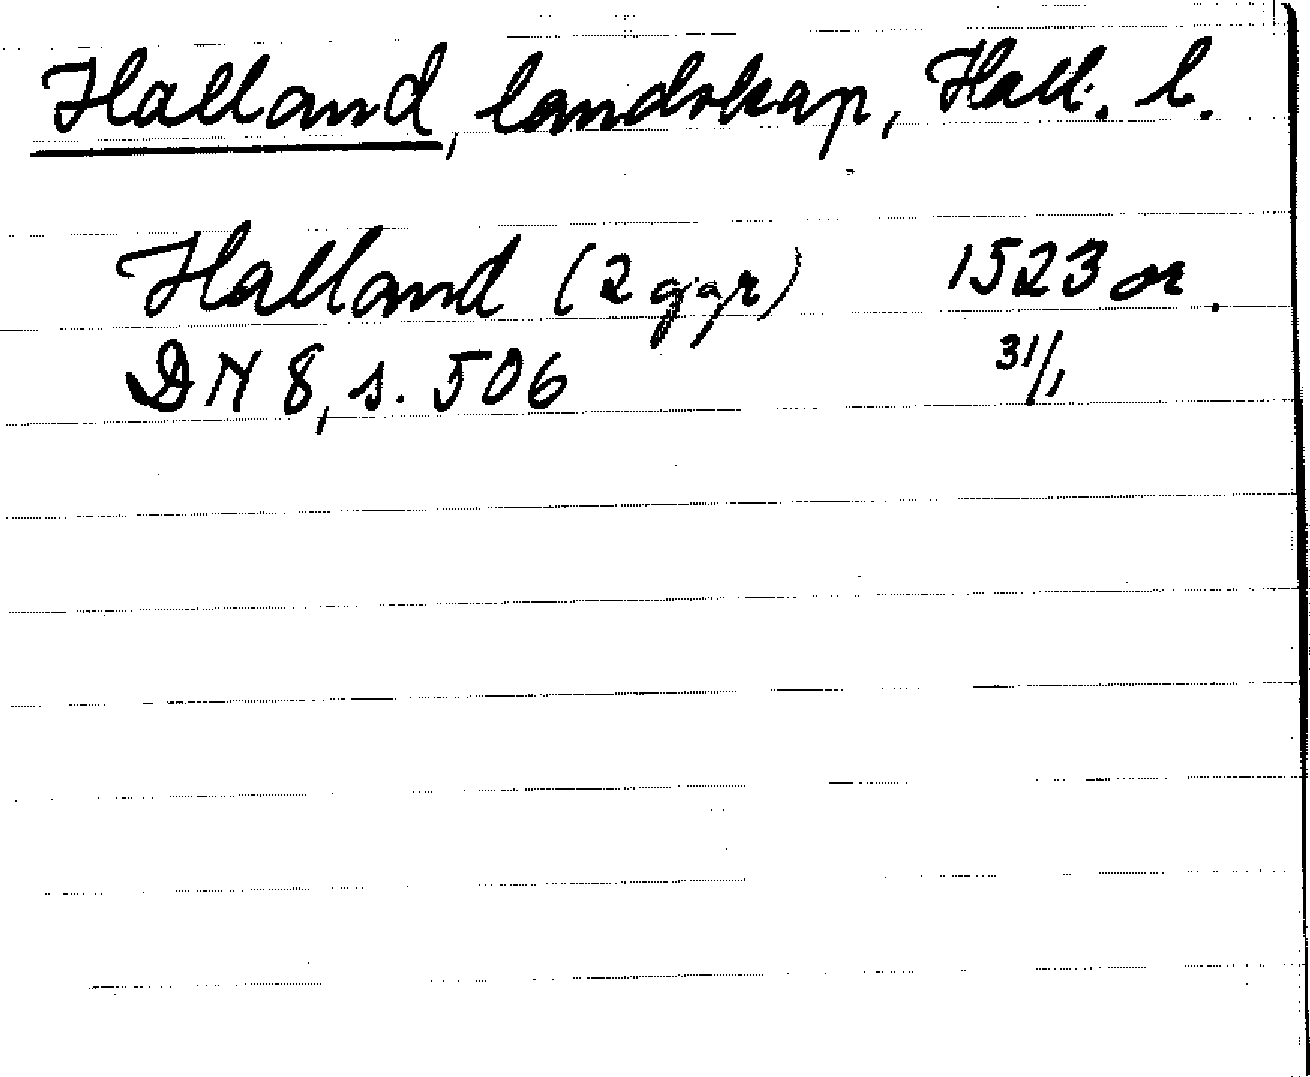 Halland, landskap, Hall. l.
Halland (2 ggr) 1523 or.
DN 8, s. 506 31/1